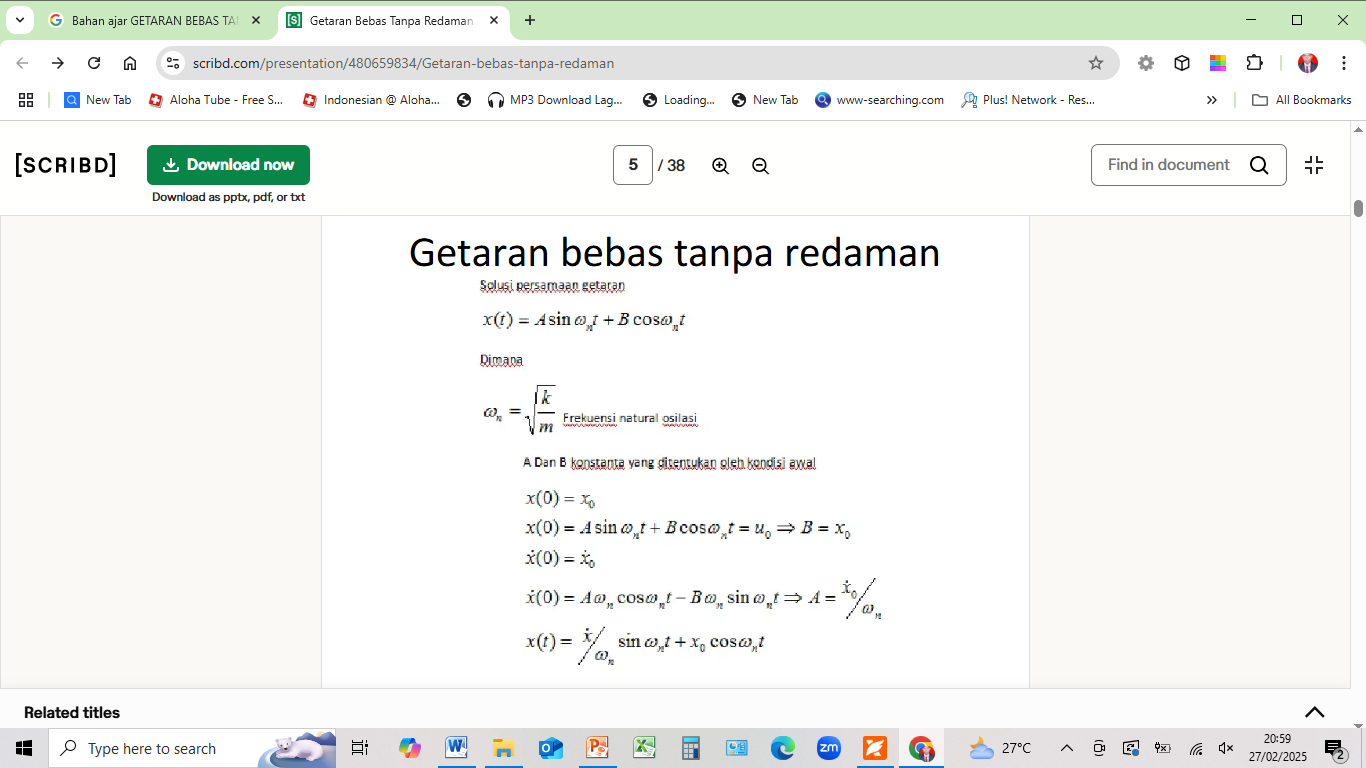 Bahan ajar GETARAN BEBAS TA
Getaran Bebas Tanpa Redaman
scribd.com/presentation/480659834/Getaran-bebas-tanpa-redaman
New Tab
Aloha Tube - Free S...
Indonesian @ Aloha...
MP3 Download Lag...
Loading...
New Tab
www-searching.com
Plus! Network - Res...
»
All Bookmarks
[SCRIBD]
Download now
5 / 38
Find in document
Download as pptx, pdf, or txt
Getaran bebas tanpa redaman
Solusi persamaan getaran
x(t) = A sin ωₙt + B cos ωₙt
Dimana
ωₙ = √(k/m) Frekuensi natural osilasi
A Dan B konstanta yang ditentukan oleh kondisi awal
x(0) = x₀
x(0) = A sin ωₙt + B cos ωₙt = u₀ ⇒ B = x₀
ẋ(0) = ẋ₀
ẋ(0) = Aωₙ cos ωₙt − Bωₙ sin ωₙt ⇒ A = ẋ₀/ωₙ
x(t) = ẋ/ωₙ sin ωₙt + x₀ cos ωₙt
Related titles
Type here to search
zm
27°C
20:59
27/02/2025
2